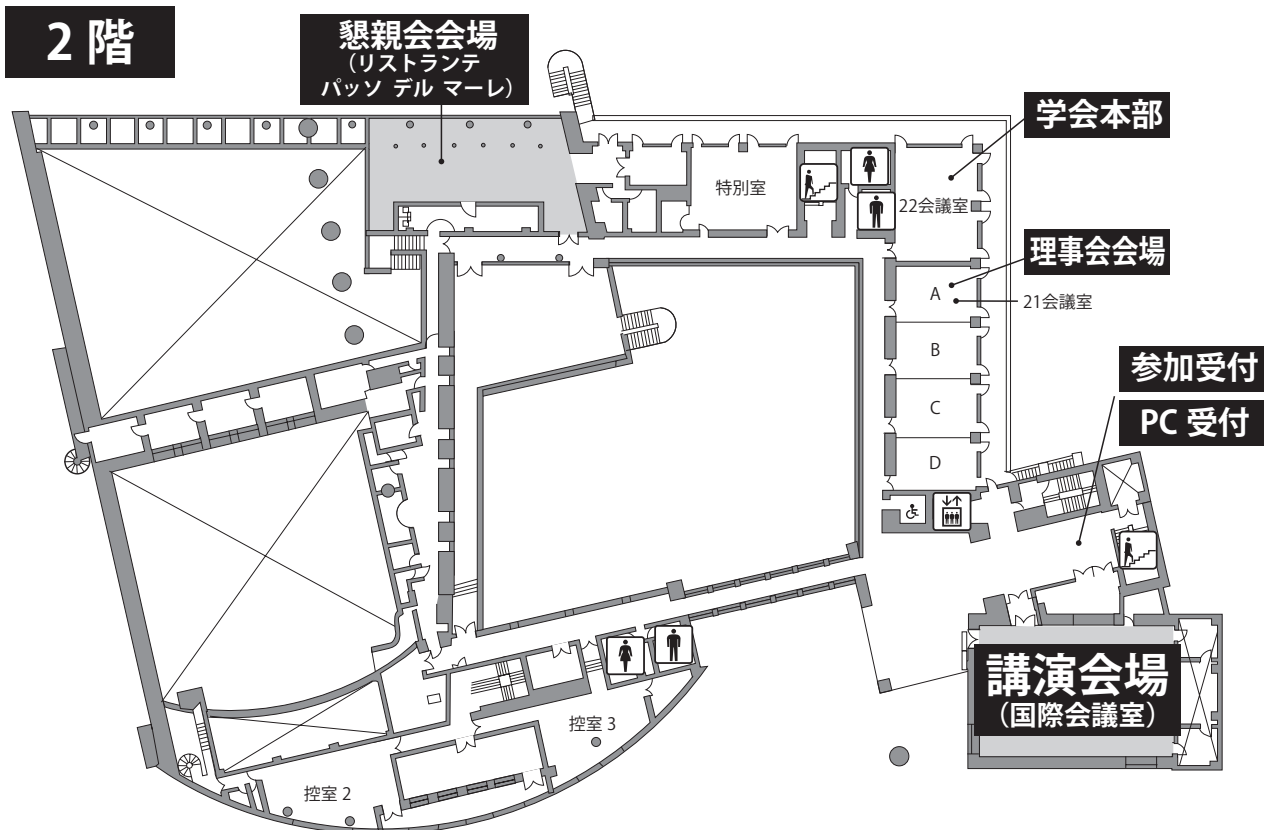 2 階
懇親会会場
（リストランテ
パッソ デル マーレ）
学会本部
特別室
22会議室
理事会会場
A
21会議室
B
参加受付
C
PC 受付
D
講演会場
（国際会議室）
控室 3
控室 2